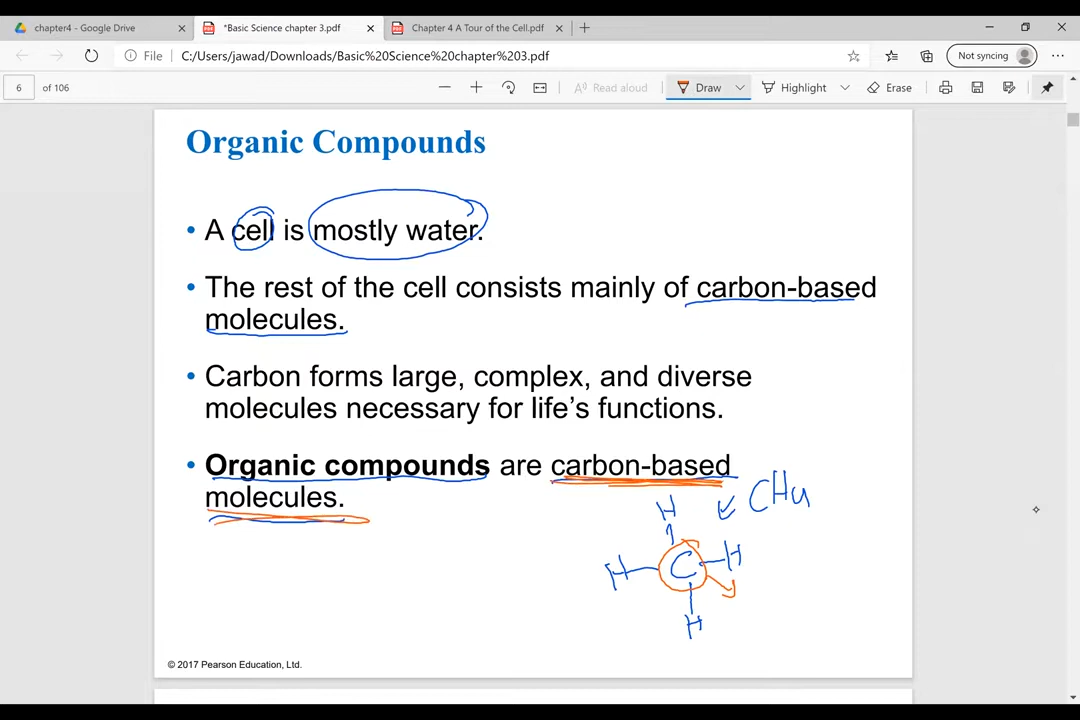 chapter4 - Google Drive
*Basic Science chapter 3.pdf
Chapter 4 A Tour of the Cell.pdf
File
C:/Users/jawad/Downloads/Basic%20Science%20chapter%203.pdf
Not syncing
6
of 106
Read aloud
Draw
Highlight
Erase
Organic Compounds
• A cell is mostly water.
• The rest of the cell consists mainly of carbon-based
molecules.
• Carbon forms large, complex, and diverse
molecules necessary for life's functions.
• Organic compounds are carbon-based
molecules.
CH4
H
H C H
H
© 2017 Pearson Education, Ltd.